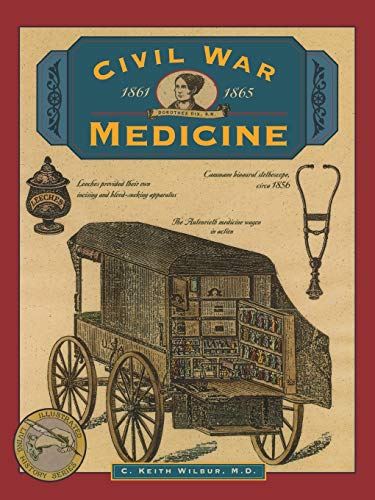 CIVIL WAR
1861 1865
DOROTHEA DIX, R.N.
MEDICINE
Leeches provided their own
incising and blood-sucking apparatus
Cammann binaural stethoscope,
circa 1856
LEECHES
The Autenrieth medicine wagon
in action
ILLUSTRATED
LIVING
HISTORY SERIES
C. KEITH WILBUR, M.D.